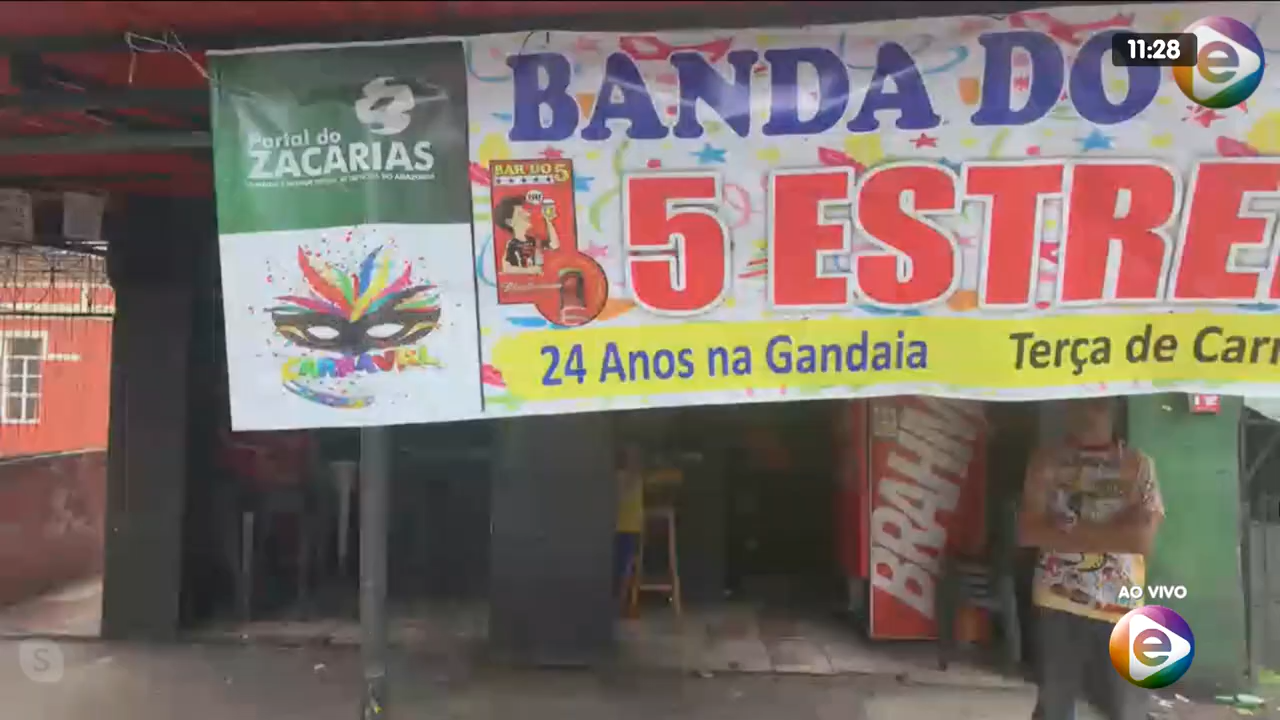 11:28
BANDA DO
Portal do
ZACARIAS
BAR DO 5
5 ESTRE
CARNAVAL
24 Anos na Gandaia
Terça de Carn
BRAHM
AO VIVO
e
e
S